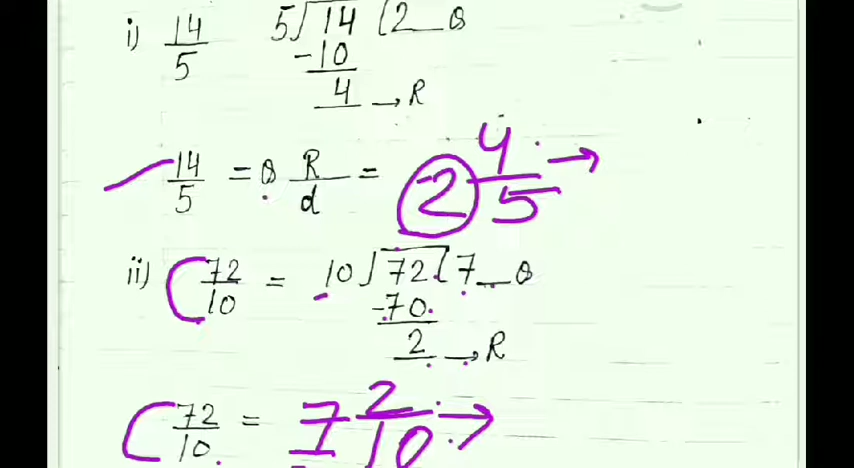 i) 14/5 5√14 (2 _ Q
-10
4 → R
14/5 = Q R/d = 2 4/5 →
ii) 72/10 = 10√72 (7 _ Q
-70
2 → R
72/10 = 7 2/10 →